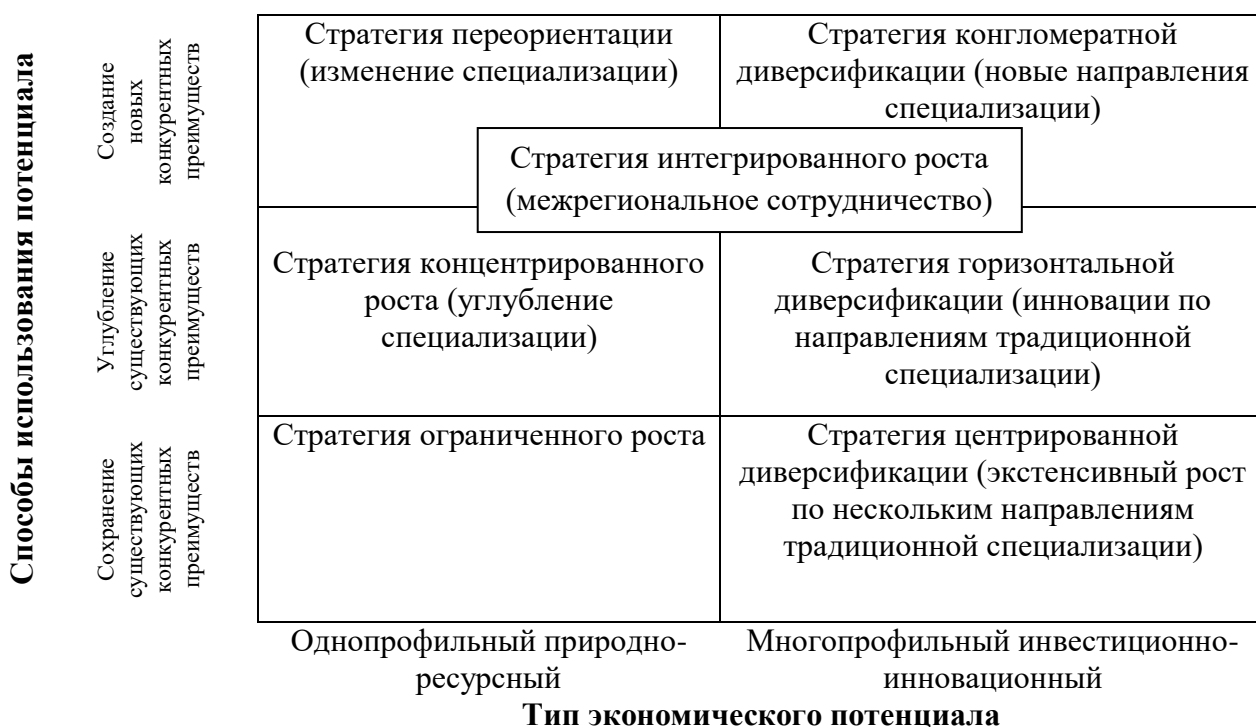 Способы использования потенциала
Создание
новых
конкурентных
преимуществ
Стратегия переориентации
(изменение специализации)
Стратегия конгломератной
диверсификации (новые направления
специализации)
Стратегия интегрированного роста
(межрегиональное сотрудничество)
Углубление
существующих
конкурентных
преимуществ
Стратегия концентрированного
роста (углубление
специализации)
Стратегия горизонтальной
диверсификации (инновации по
направлениям традиционной
специализации)
Сохранение
существующих
конкурентных
преимуществ
Стратегия ограниченного роста
Стратегия центрированной
диверсификации (экстенсивный рост
по нескольким направлениям
традиционной специализации)
Однопрофильный природно-
ресурсный
Многопрофильный инвестиционно-
инновационный
Тип экономического потенциала